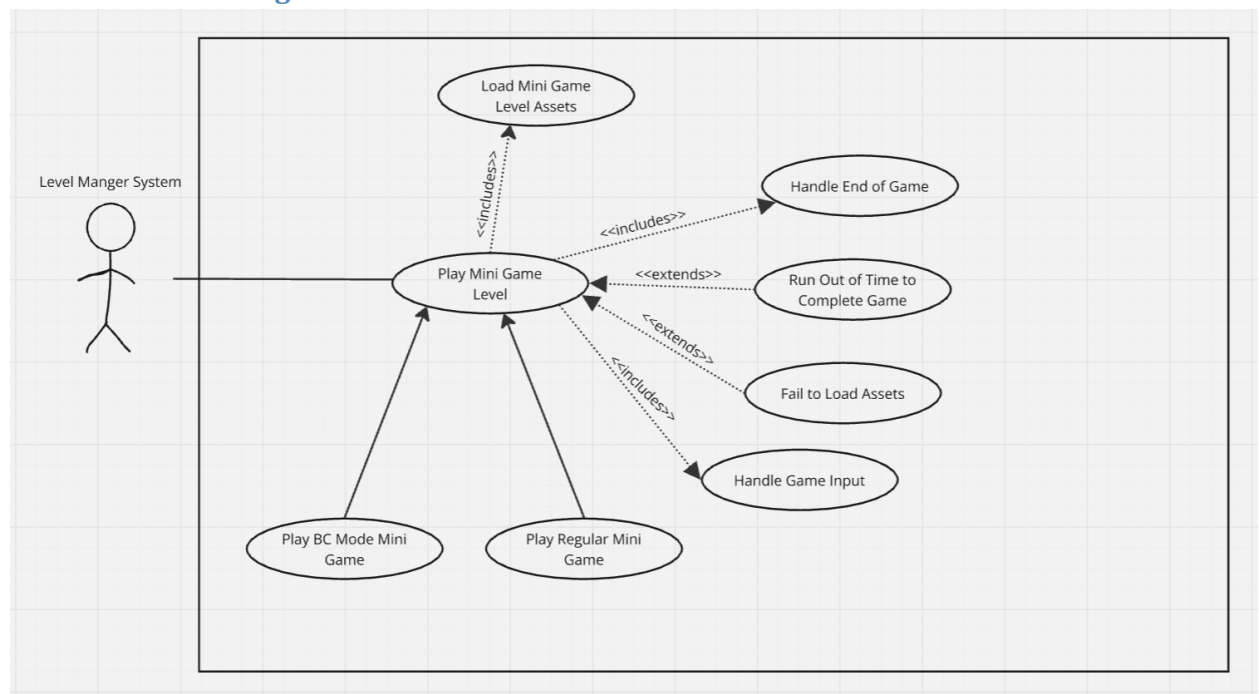 Load Mini Game
Level Assets
Level Manger System
<<includes>>
Handle End of Game
<<includes>>
Play Mini Game
Level
<<extends>>
Run Out of Time to
Complete Game
<<extends>>
Fail to Load Assets
<<includes>>
Handle Game Input
Play BC Mode Mini
Game
Play Regular Mini
Game